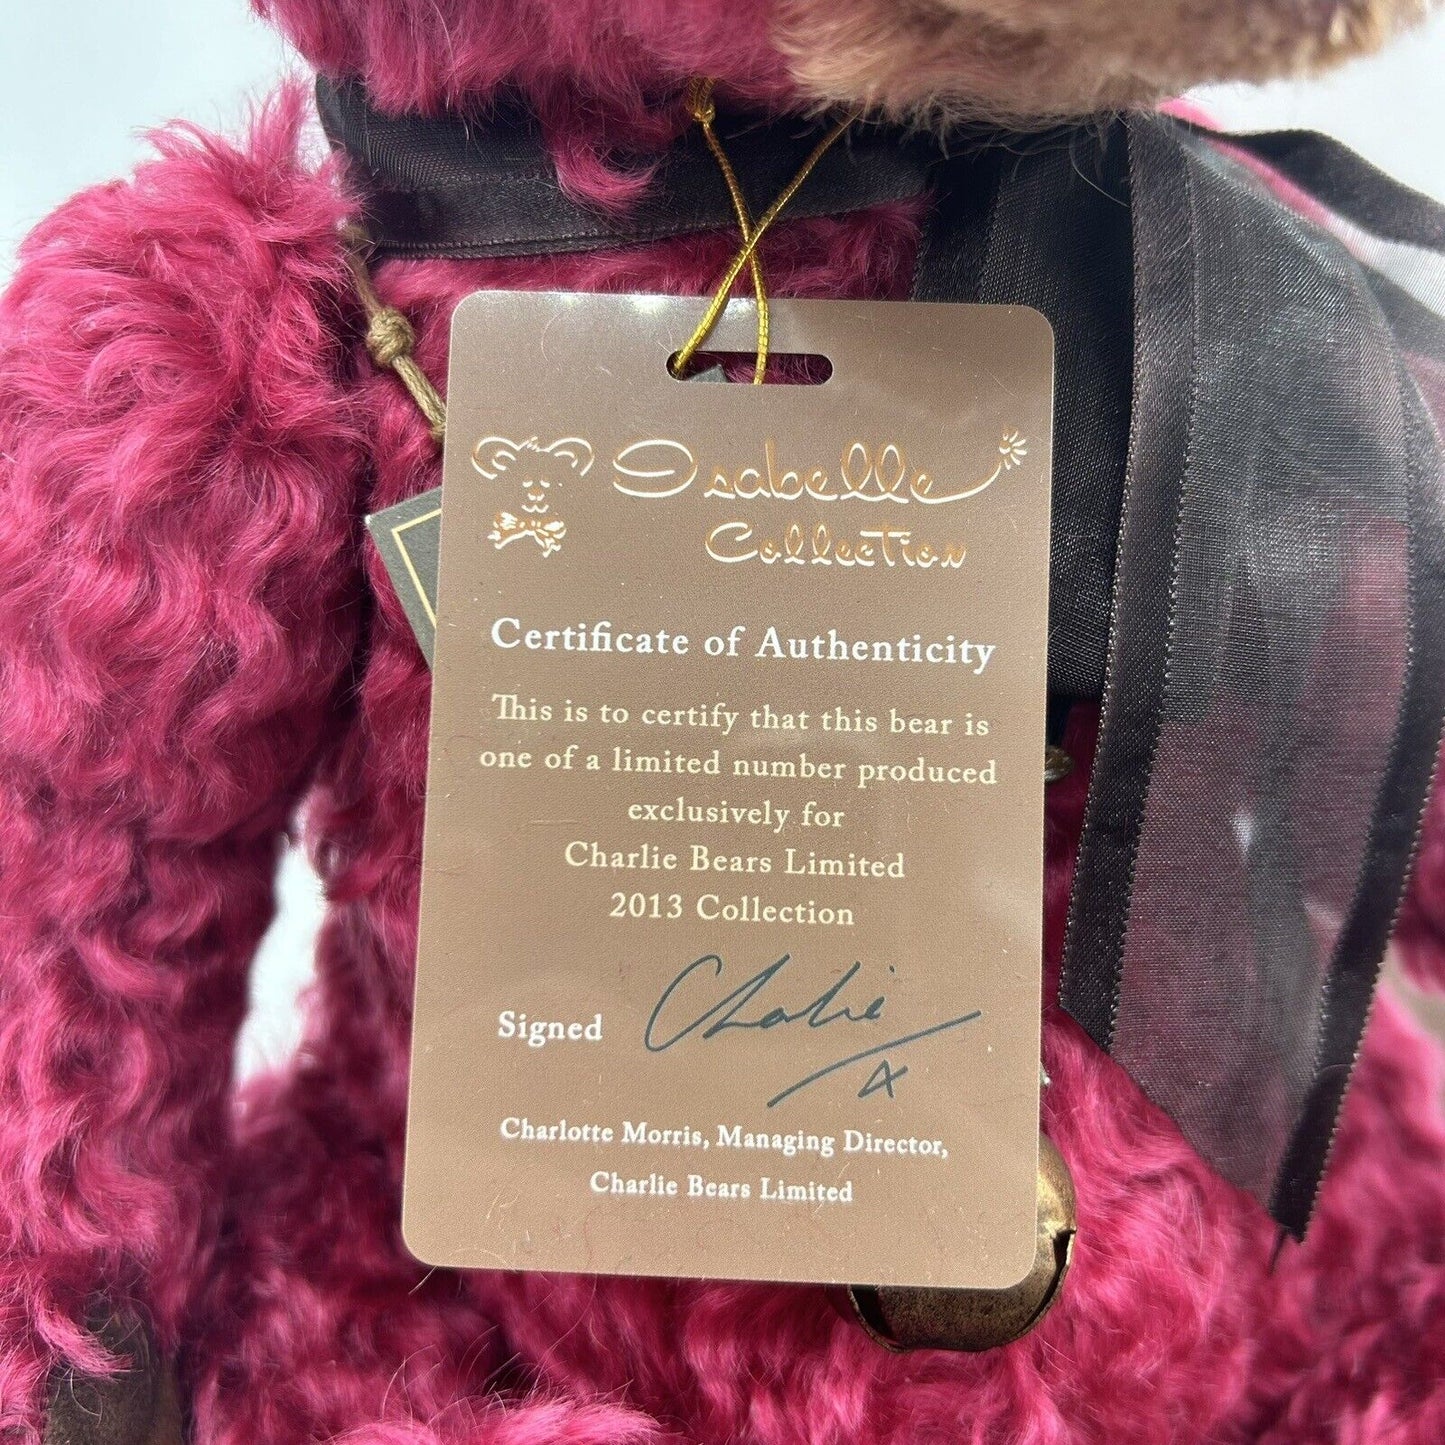 Isabelle
Collection
Certificate of Authenticity
This is to certify that this bear is
one of a limited number produced
exclusively for
Charlie Bears Limited
2013 Collection
Signed Charlie
Charlotte Morris, Managing Director,
Charlie Bears Limited